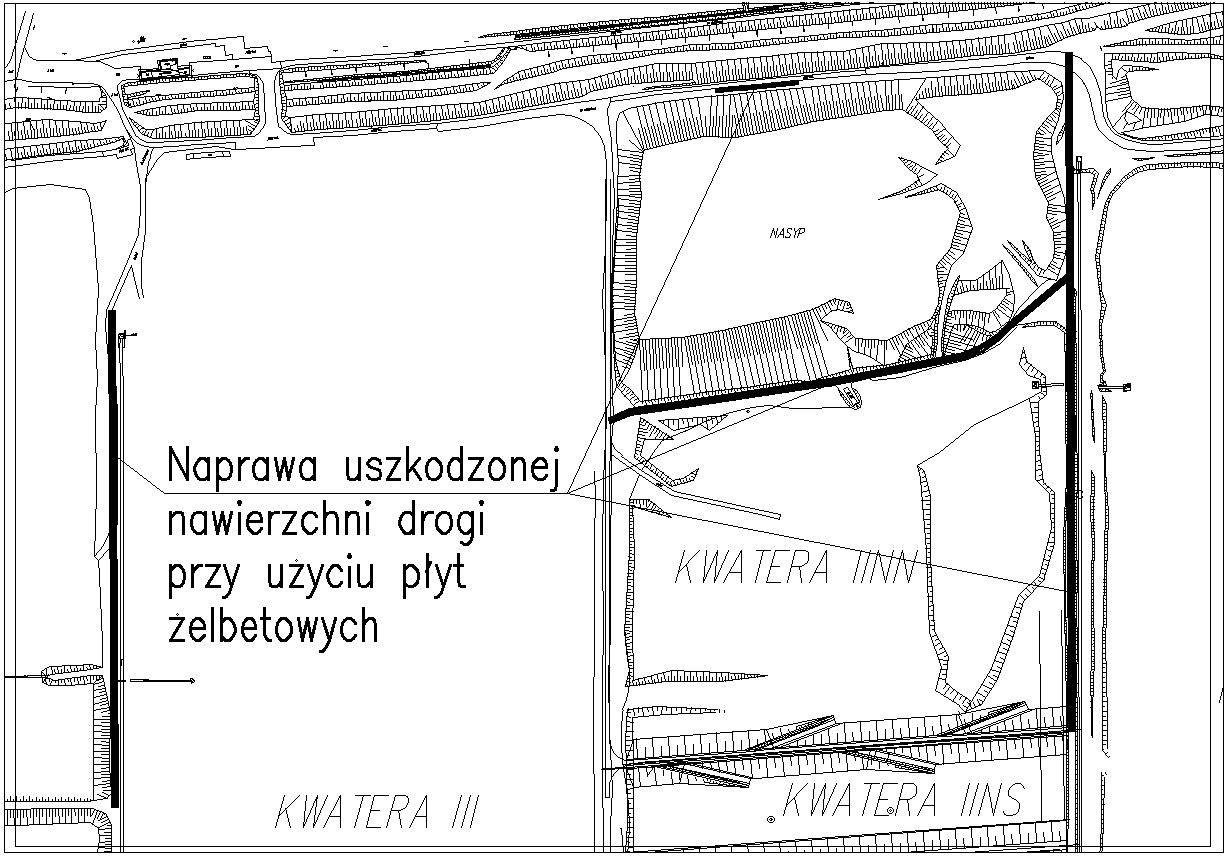 NASYP
Naprawa uszkodzonej
nawierzchni drogi
przy użyciu płyt
żelbetowych
KWATERA IINN
KWATERA III
KWATERA IINS